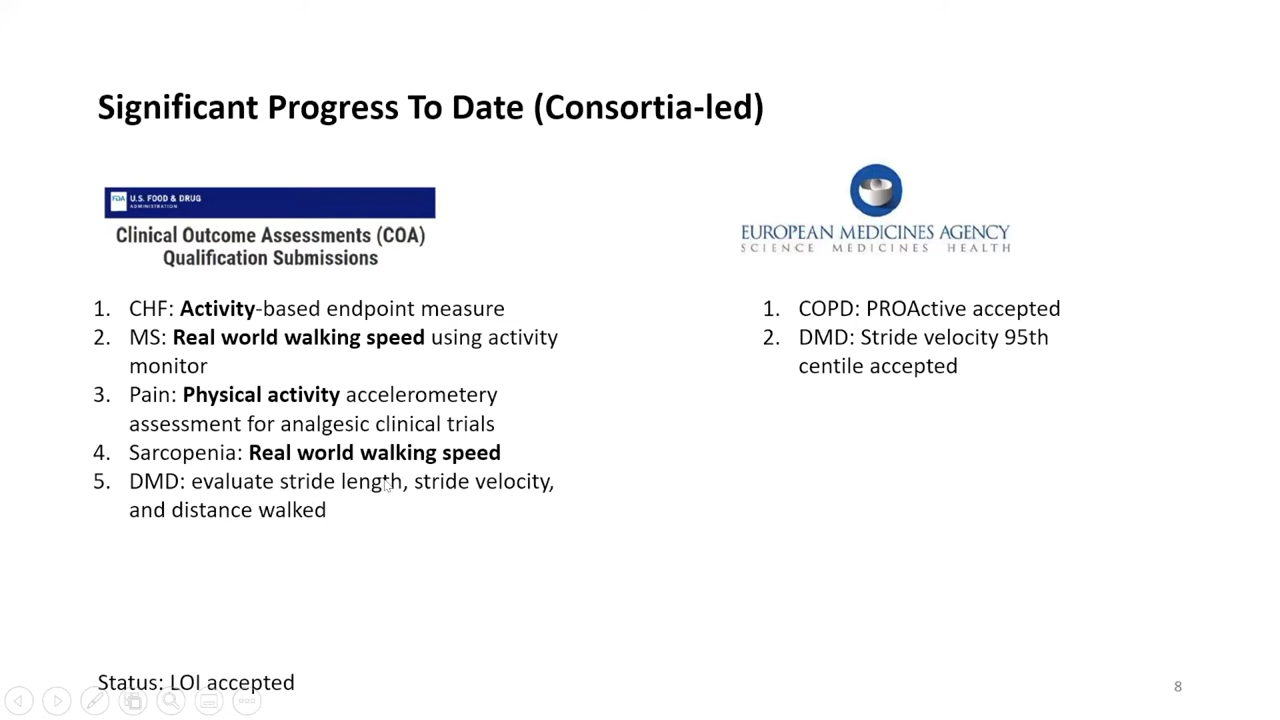 Significant Progress To Date (Consortia-led)
FDA U.S. FOOD & DRUG
ADMINISTRATION
Clinical Outcome Assessments (COA)
Qualification Submissions
1. CHF: Activity-based endpoint measure
2. MS: Real world walking speed using activity
monitor
3. Pain: Physical activity accelerometery
assessment for analgesic clinical trials
4. Sarcopenia: Real world walking speed
5. DMD: evaluate stride length, stride velocity,
and distance walked
EUROPEAN MEDICINES AGENCY
SCIENCE MEDICINES HEALTH
1. COPD: PROActive accepted
2. DMD: Stride velocity 95th
centile accepted
Status: LOI accepted
8